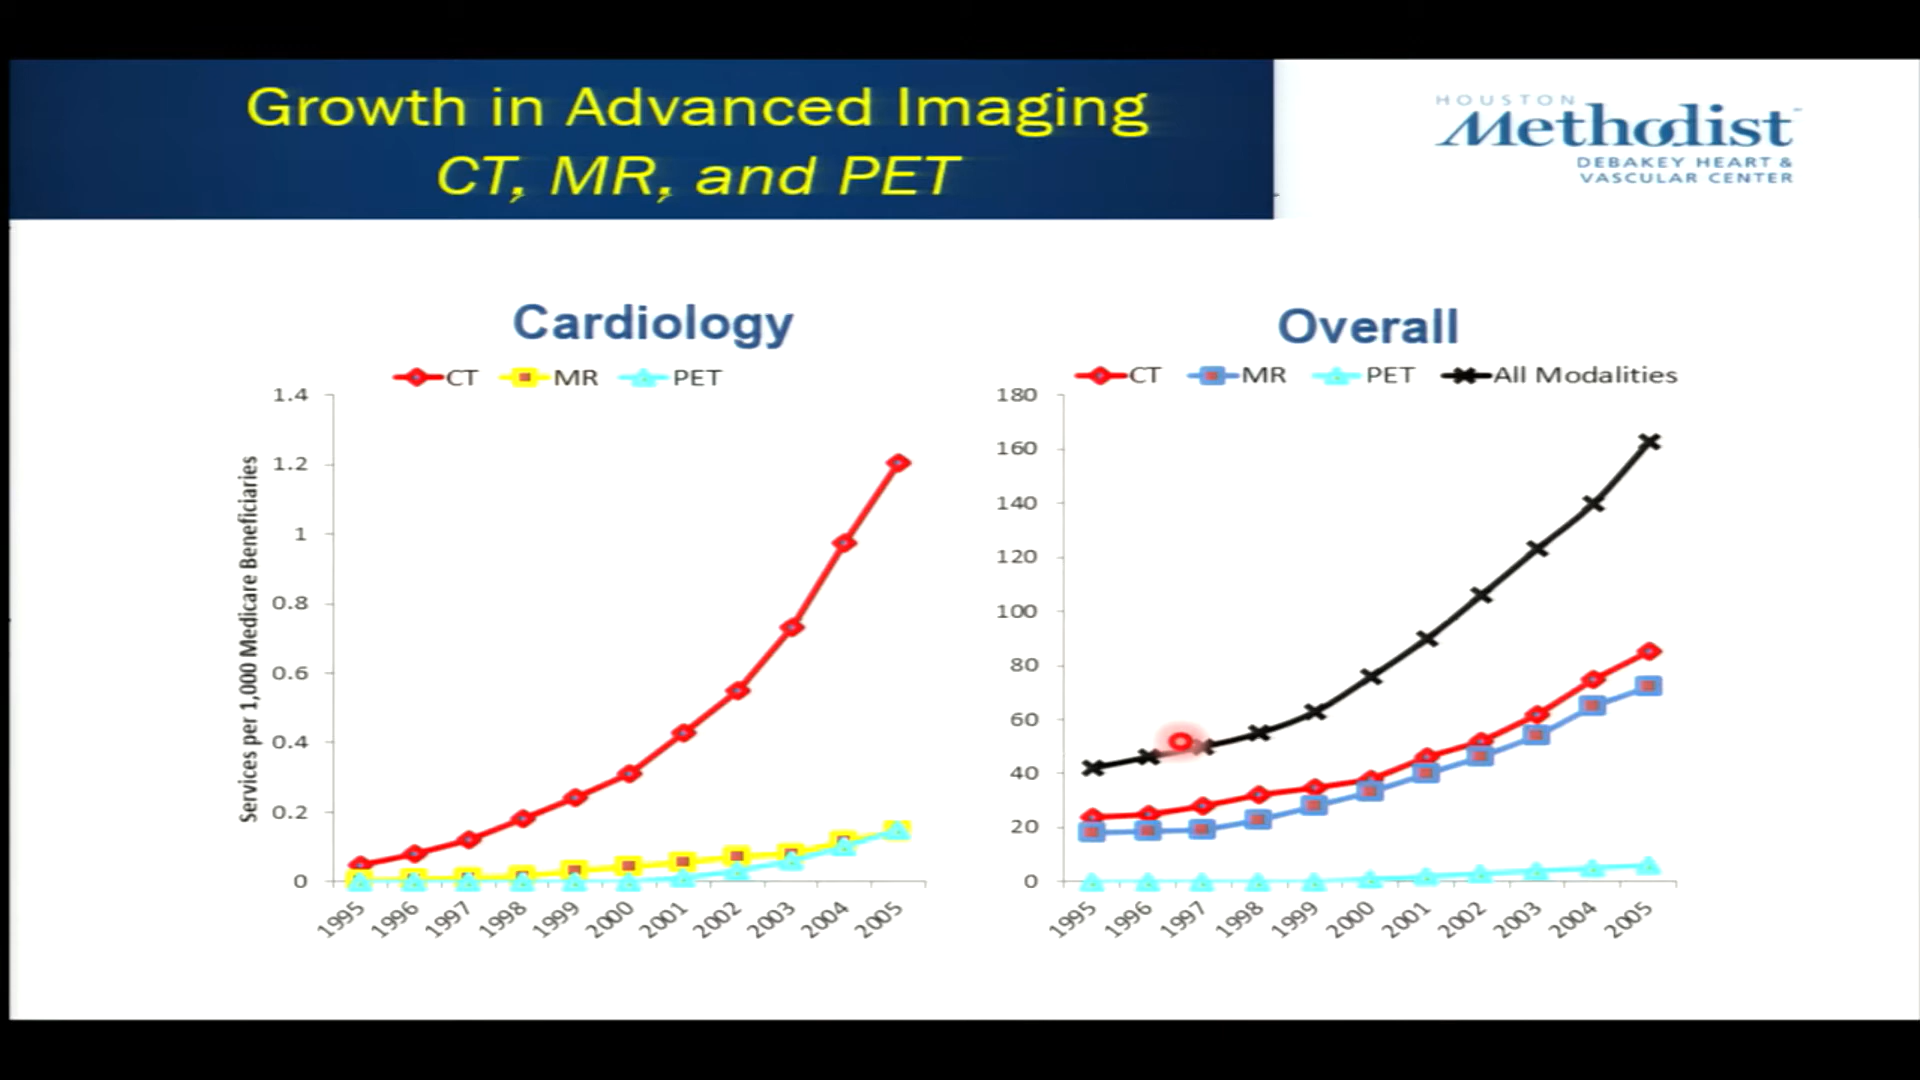 Growth in Advanced Imaging
CT, MR, and PET
HOUSTON
Methodist
DEBAKEY HEART &
VASCULAR CENTER
Cardiology
CT MR PET
Services per 1,000 Medicare Beneficiaries
1.4
1.2
1
0.8
0.6
0.4
0.2
0
1995 1996 1997 1998 1999 2000 2001 2002 2003 2004 2005
Overall
CT MR PET All Modalities
180
160
140
120
100
80
60
40
20
0
1995 1996 1997 1998 1999 2000 2001 2002 2003 2004 2005